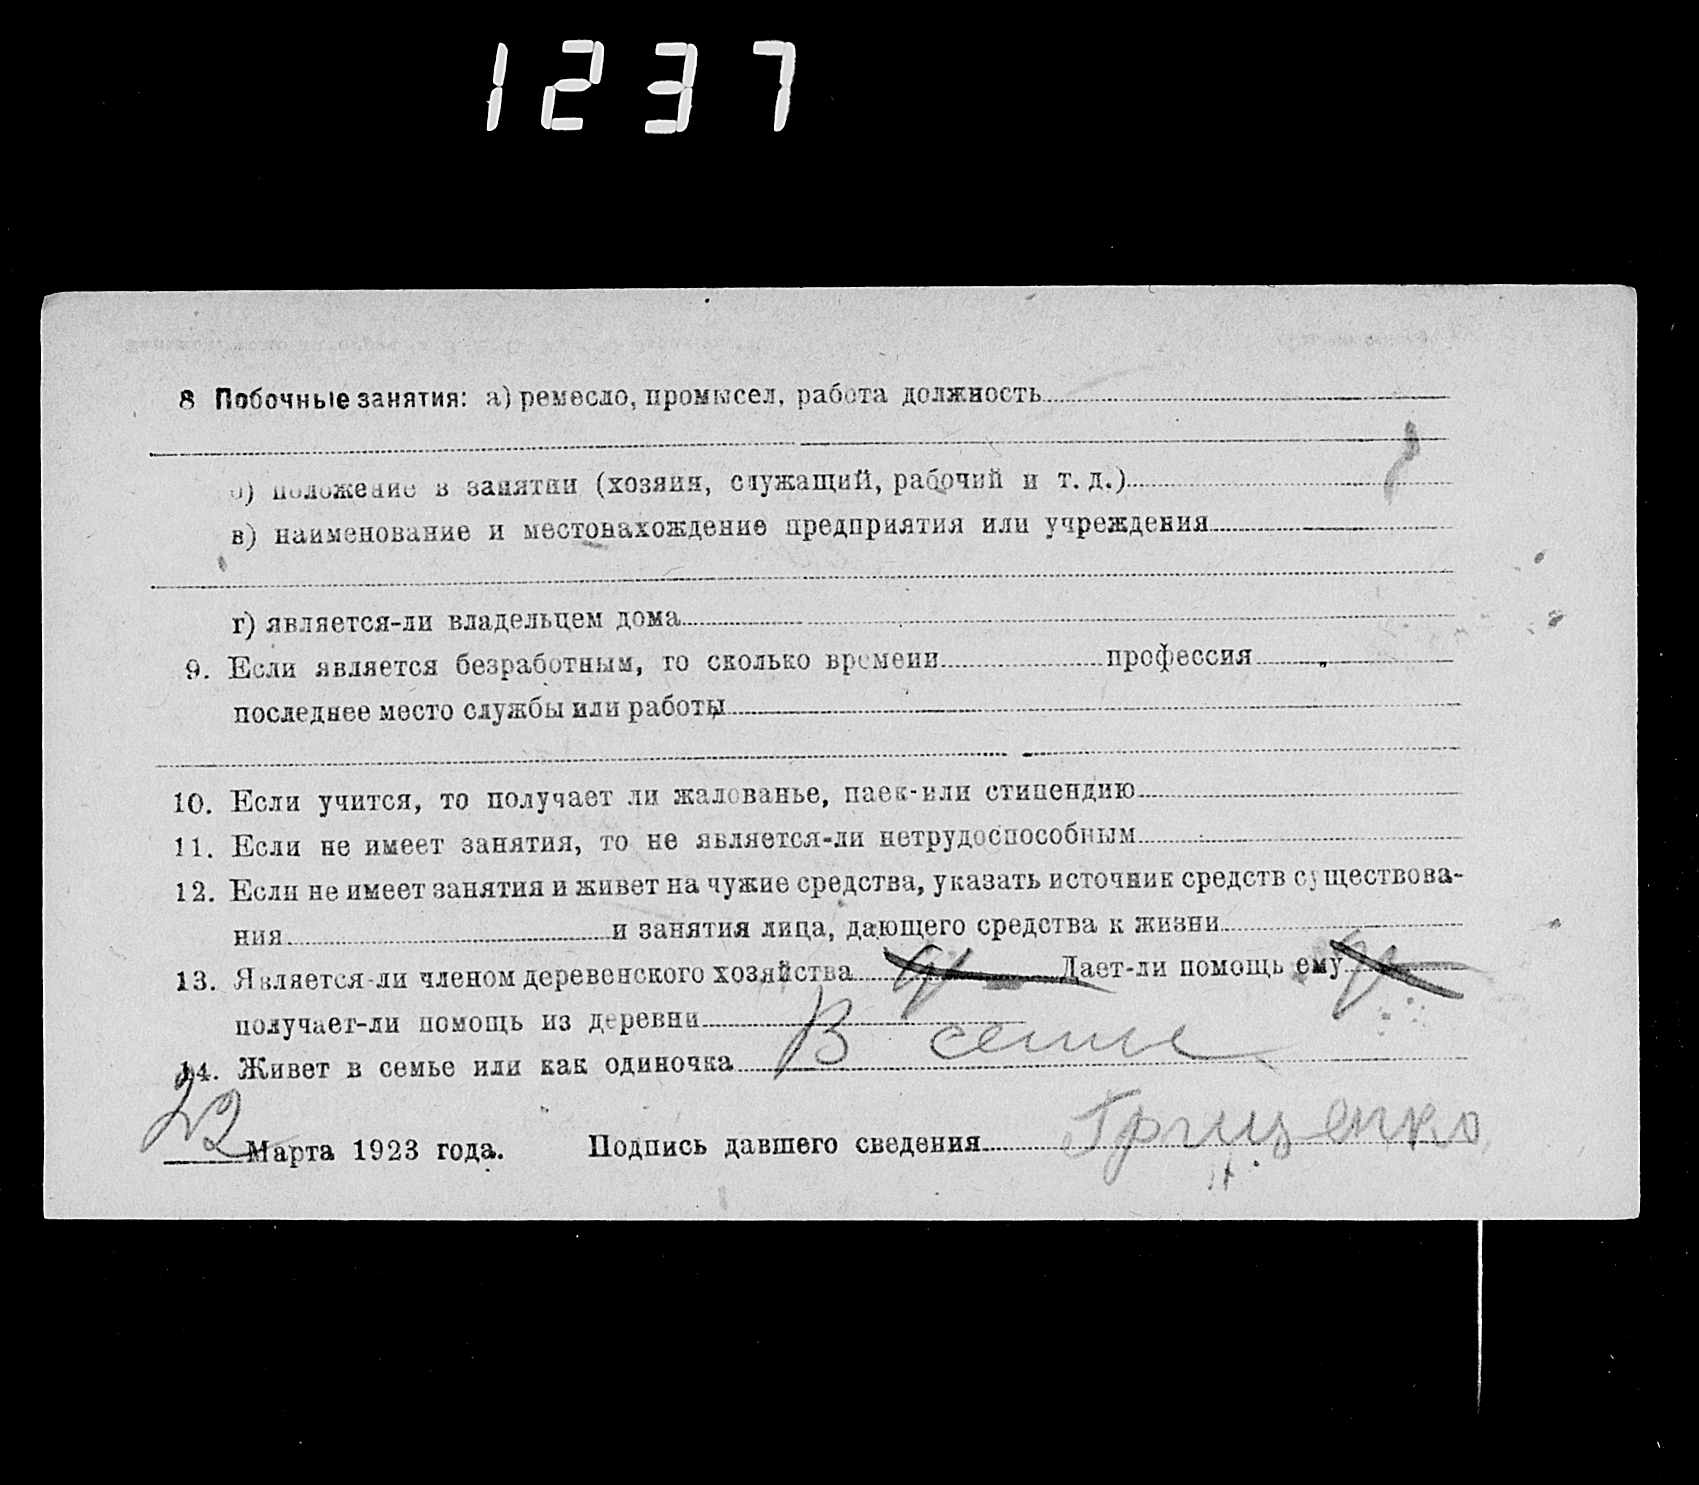 1237
8 Побочные занятия: а) ремесло, промысел, работа должность
б) положение в занятии (хозяин, служащий, рабочий и т. д.)
в) наименование и местонахождение предприятия или учреждения
г) является-ли владельцем дома
9. Если является безработным, то сколько времени профессия
последнее место службы или работы
10. Если учится, то получает ли жалованье, паек-или стипендию
11. Если не имеет занятия, то не является-ли нетрудоспособным
12. Если не имеет занятия и живет на чужие средства, указать источник средств существова-
ния и занятия лица, дающего средства к жизни
13. Является-ли членом деревенского хозяйства Дает-ли помощь ему
получает-ли помощь из деревни
14. Живет в семье или как одиночка В семье
22 Марта 1923 года. Подпись давшего сведения Грищенко